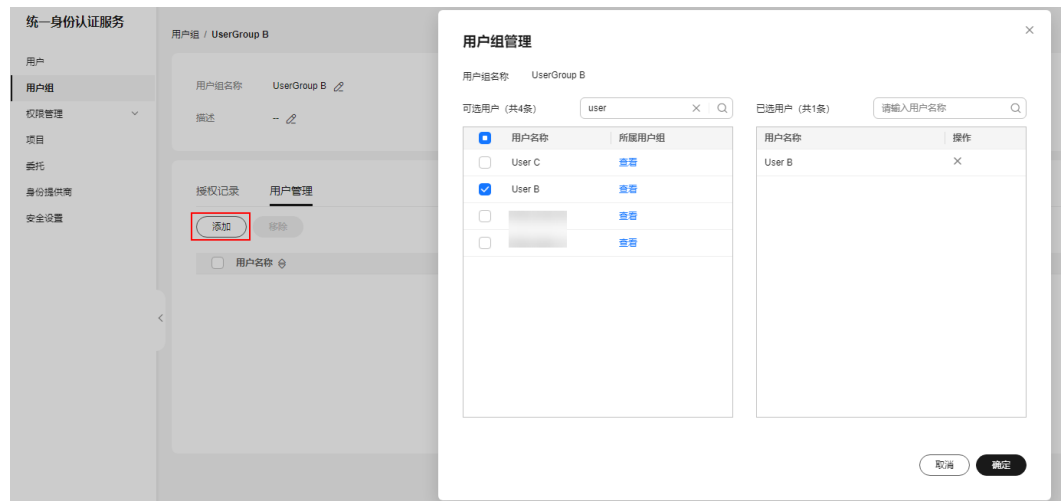 统一身份认证服务
用户
用户组
权限管理
项目
委托
身份提供商
安全设置
用户组 / UserGroup B
用户组名称 UserGroup B
描述 --
授权记录 用户管理
添加 移除
用户名称
用户组管理
用户组名称 UserGroup B
可选用户（共4条） user
用户名称 所属用户组
User C 查看
User B 查看
查看
查看
已选用户（共1条） 请输入用户名称
用户名称 操作
User B
取消 确定